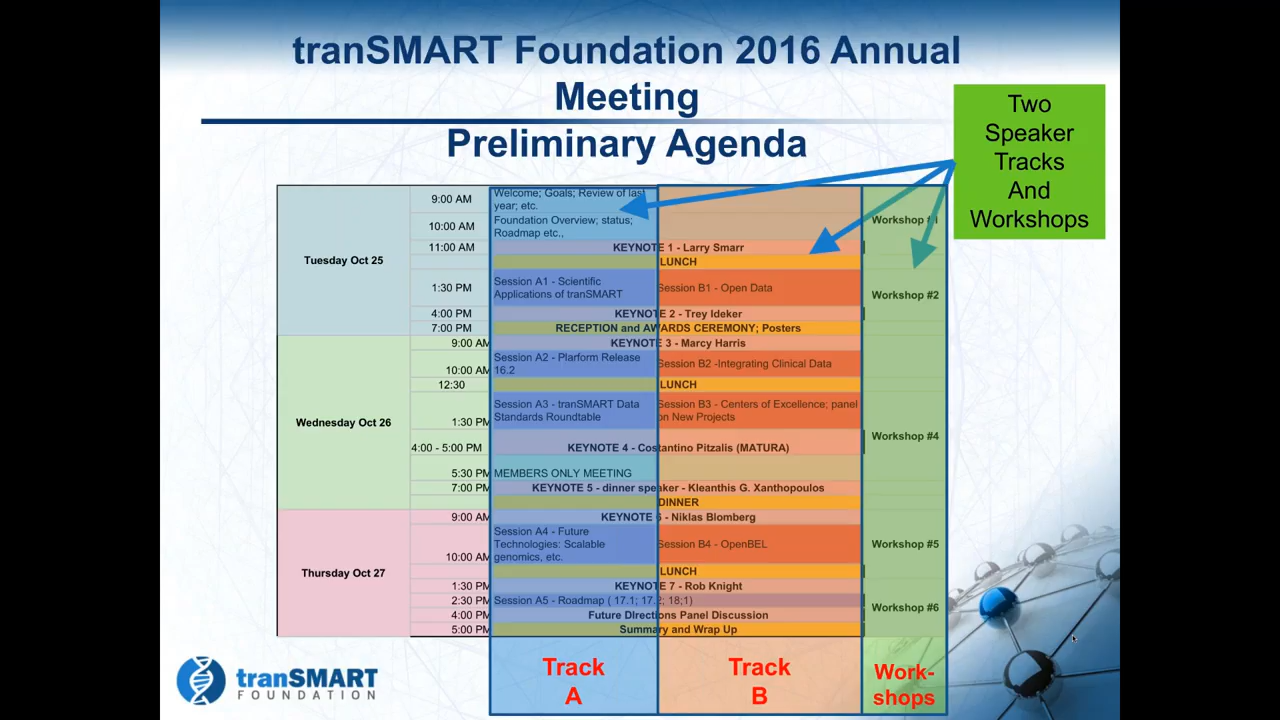 tranSMART Foundation 2016 Annual
Meeting
Preliminary Agenda
Two
Speaker
Tracks
And
Workshops
Tuesday Oct 25
9:00 AM
Welcome; Goals; Review of last
year; etc.
Workshop #1
10:00 AM
Foundation Overview; status;
Roadmap etc.,
11:00 AM
KEYNOTE 1 - Larry Smarr
LUNCH
1:30 PM
Session A1 - Scientific
Applications of tranSMART
Session B1 - Open Data
Workshop #2
4:00 PM
KEYNOTE 2 - Trey Ideker
7:00 PM
RECEPTION and AWARDS CEREMONY; Posters
Wednesday Oct 26
9:00 AM
KEYNOTE 3 - Marcy Harris
10:00 AM
Session A2 - Plarform Release
16.2
Session B2 -Integrating Clinical Data
12:30
LUNCH
1:30 PM
Session A3 - tranSMART Data
Standards Roundtable
Session B3 - Centers of Excellence; panel
on New Projects
Workshop #4
4:00 - 5:00 PM
KEYNOTE 4 - Costantino Pitzalis (MATURA)
5:30 PM
MEMBERS ONLY MEETING
7:00 PM
KEYNOTE 5 - dinner speaker - Kleanthis G. Xanthopoulos
DINNER
Thursday Oct 27
9:00 AM
KEYNOTE 6 - Niklas Blomberg
10:00 AM
Session A4 - Future
Technologies: Scalable
genomics, etc.
Session B4 - OpenBEL
Workshop #5
LUNCH
1:30 PM
KEYNOTE 7 - Rob Knight
2:30 PM
Session A5 - Roadmap ( 17.1; 17.2; 18;1)
Workshop #6
4:00 PM
Future DIrections Panel Discussion
5:00 PM
Summary and Wrap Up
Track
A
Track
B
Work-
shops
tranSMART
FOUNDATION